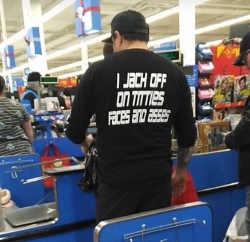 I JACK OFF
ON TITTIES
FACES AND ASSES